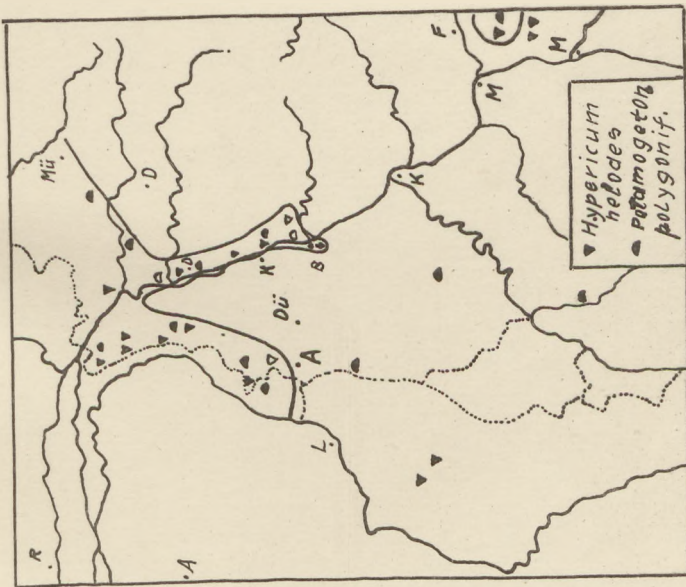 Mü
F
R
D
M
D
M
K
K
B
Dü
A
L
A
Hypericum
helodes
Potamogeton
polygonif.